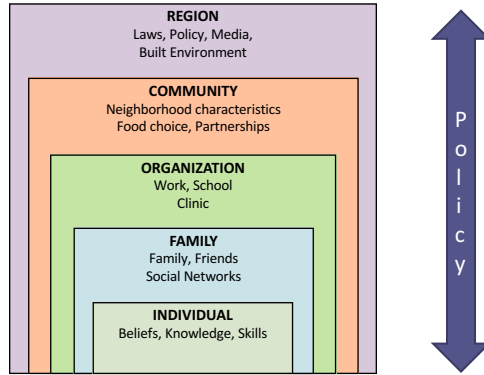 REGION
Laws, Policy, Media,
Built Environment
COMMUNITY
Neighborhood characteristics
Food choice, Partnerships
ORGANIZATION
Work, School
Clinic
FAMILY
Family, Friends
Social Networks
INDIVIDUAL
Beliefs, Knowledge, Skills
Policy